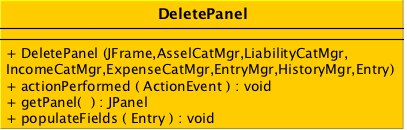 DeletePanel
+ DeletePanel (JFrame,AsselCatMgr,LiabilityCatMgr,
IncomeCatMgr,ExpenseCatMgr,EntryMgr,HistoryMgr,Entry)
+ actionPerformed ( ActionEvent ) : void
+ getPanel( ) : JPanel
+ populateFields ( Entry ) : void